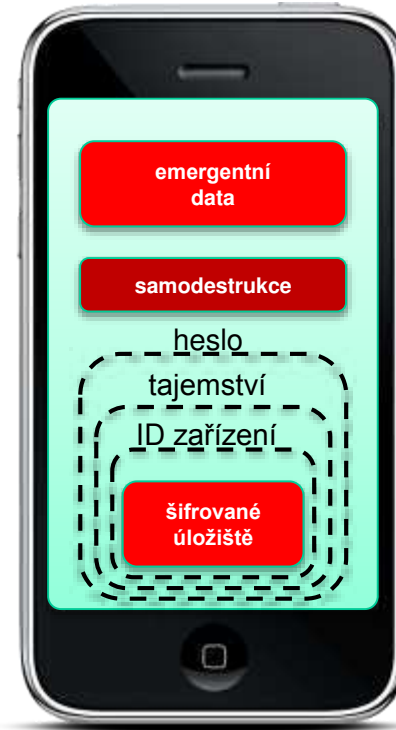 emergentní
data
samodestrukce
heslo
tajemství
ID zařízení
šifrované
úložiště